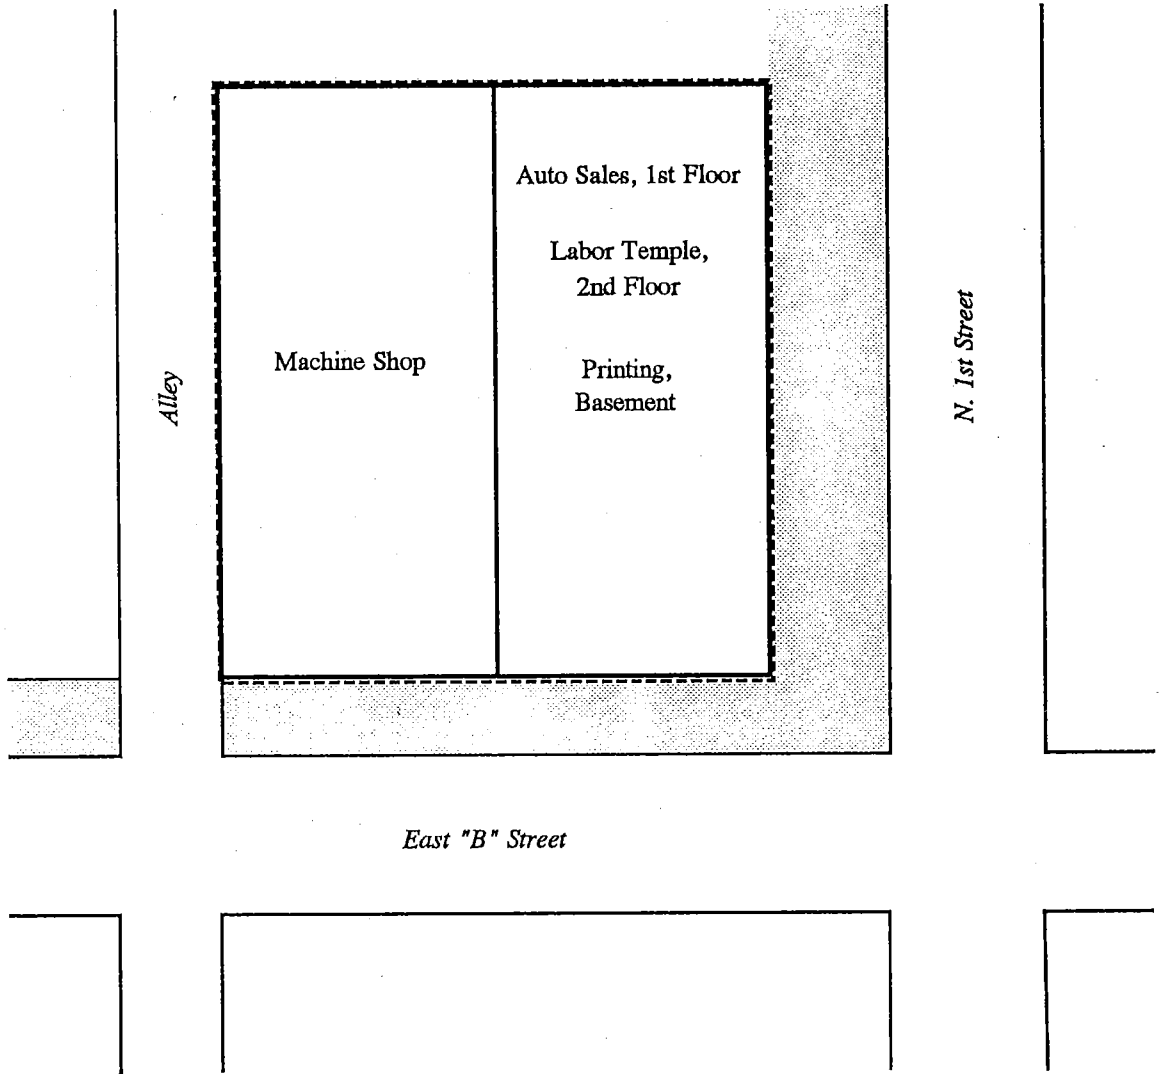 Auto Sales, 1st Floor
Labor Temple,
2nd Floor
Machine Shop
Printing,
Basement
Alley
N. 1st Street
East "B" Street